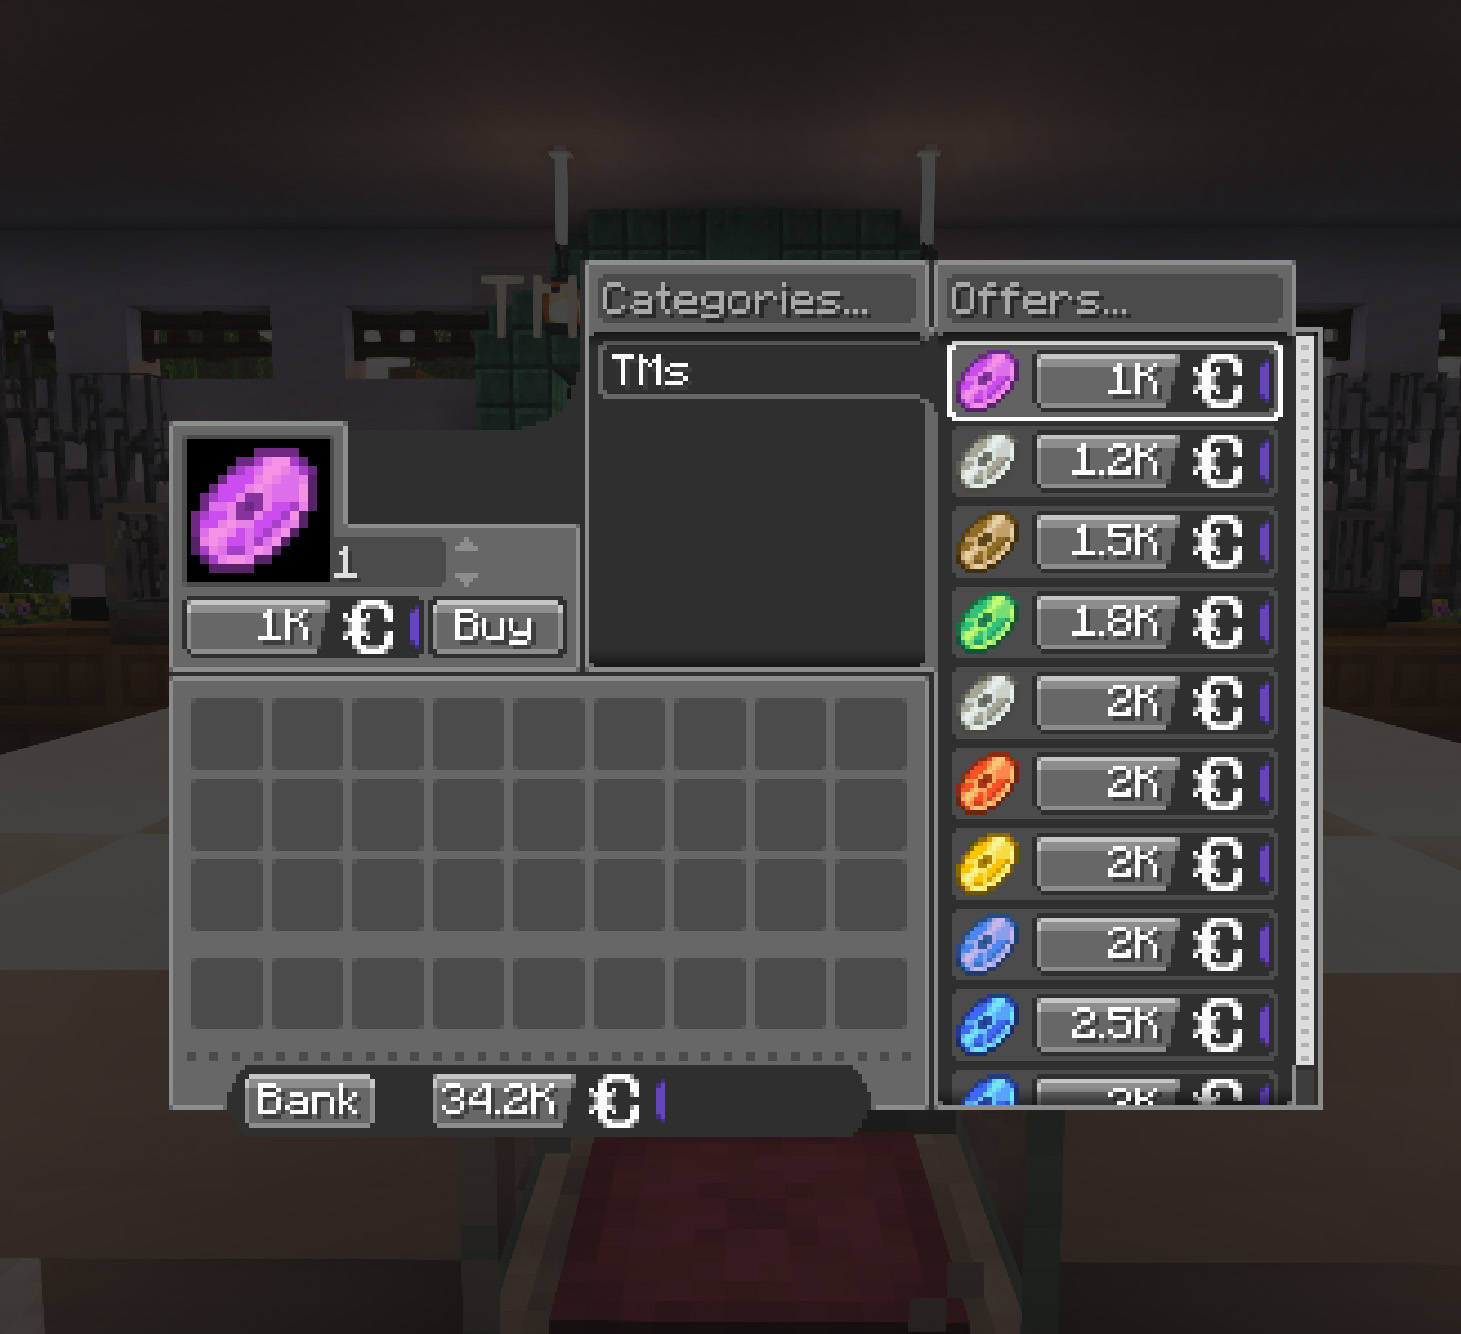 Categories...
Offers...
TMs
1K €
1.2K €
1.5K €
1.8K €
2K €
2K €
2K €
2K €
2.5K €
1
1K €
Buy
Bank
34.2K €